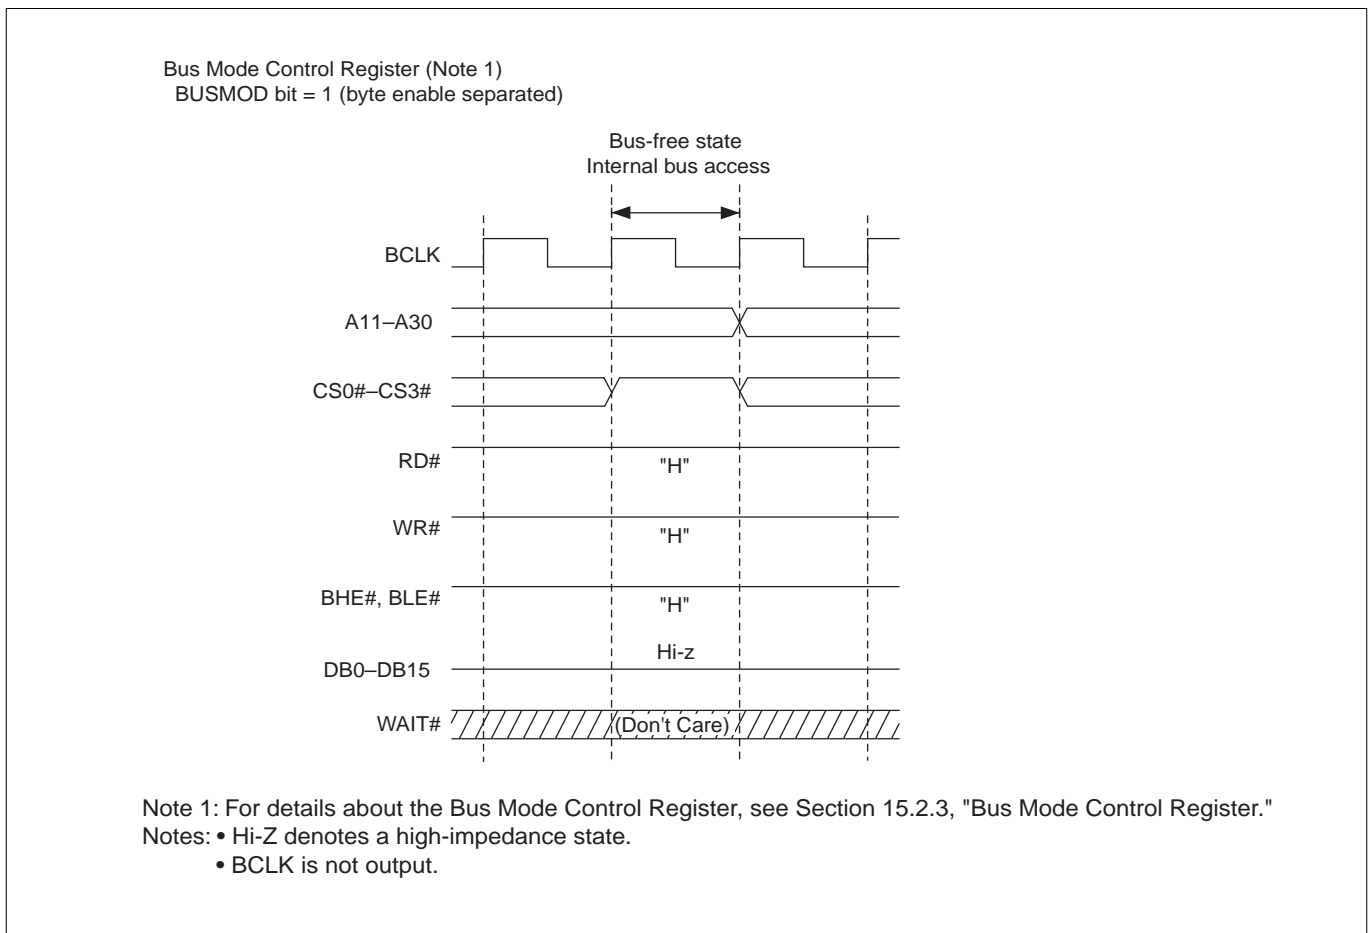 Bus Mode Control Register (Note 1)
BUSMOD bit = 1 (byte enable separated)
Bus-free state
Internal bus access
BCLK
A11–A30
CS0#–CS3#
RD#
"H"
WR#
"H"
BHE#, BLE#
"H"
Hi-z
DB0–DB15
WAIT#
(Don't Care)
Note 1: For details about the Bus Mode Control Register, see Section 15.2.3, "Bus Mode Control Register."
Notes: • Hi-Z denotes a high-impedance state.
• BCLK is not output.